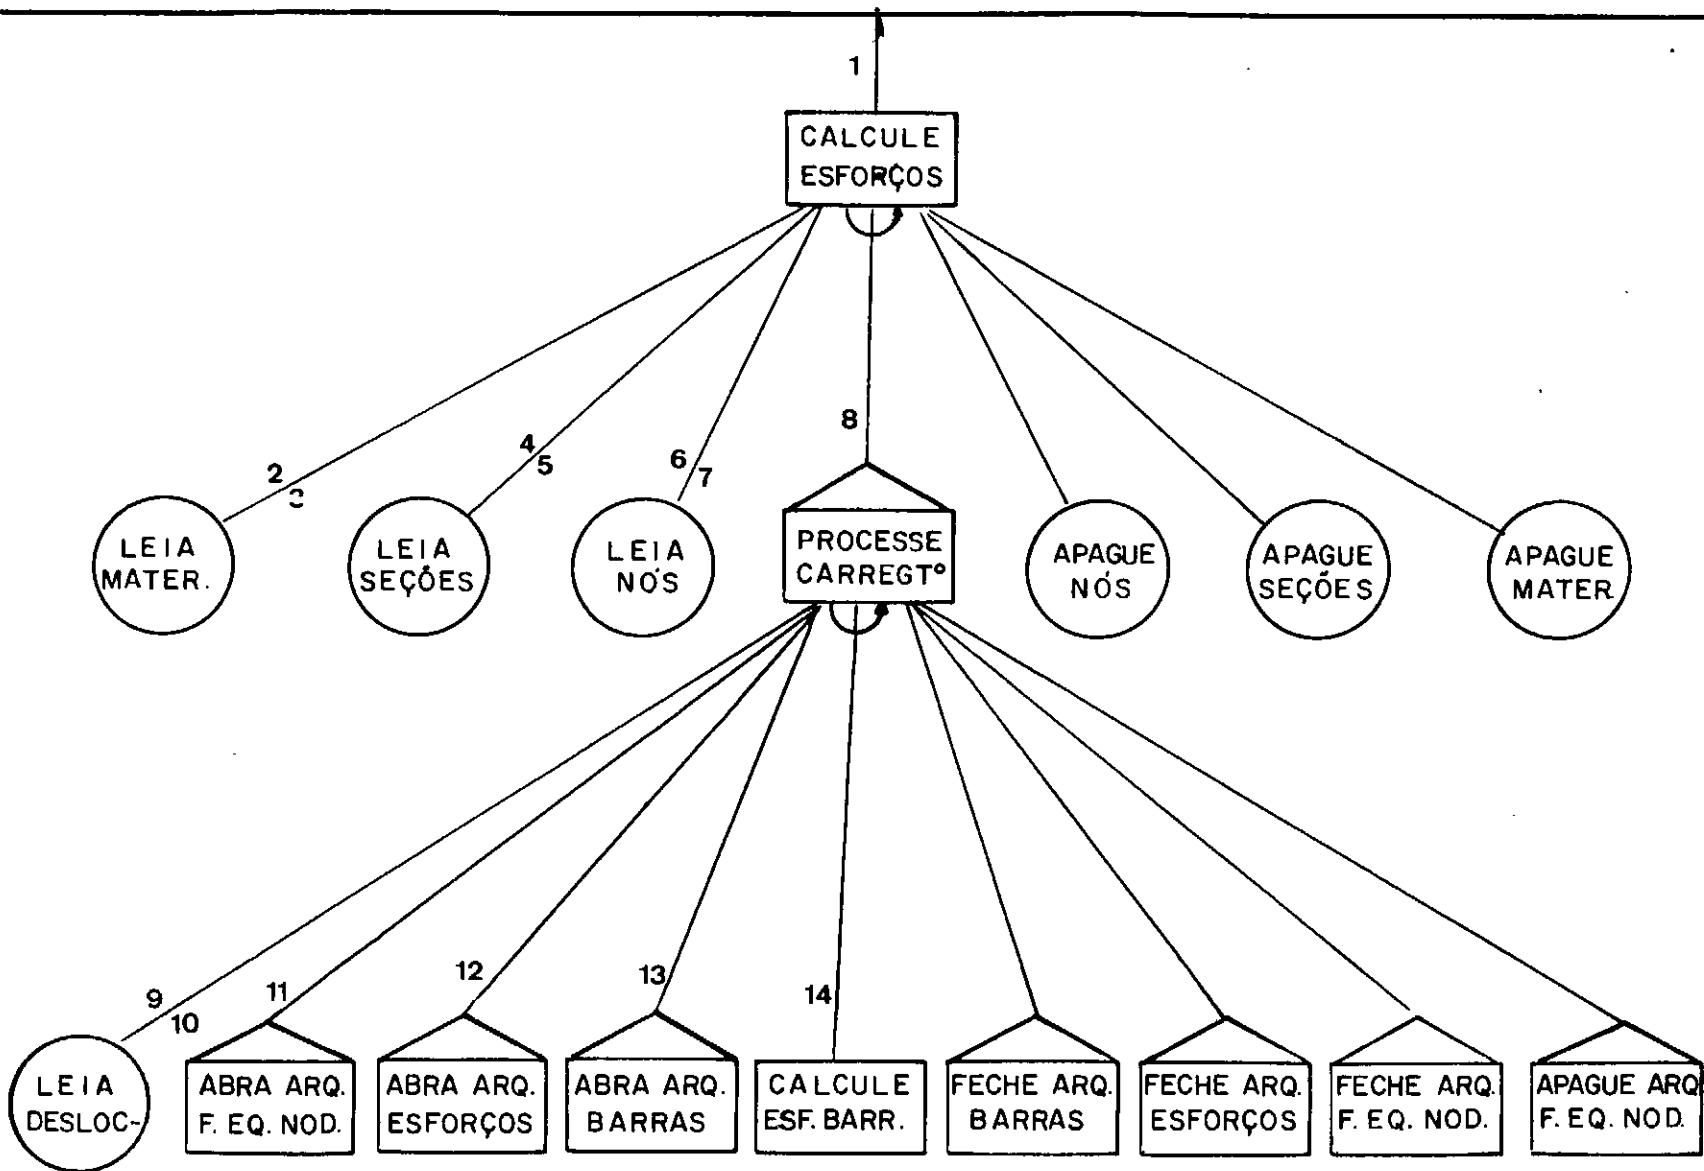 1
CALCULE
ESFORÇOS
2
3
4
5
6
7
8
LEIA
MATER.
LEIA
SEÇÕES
LEIA
NÓS
PROCESSE
CARREGTº
APAGUE
NÓS
APAGUE
SEÇÕES
APAGUE
MATER
9
10
11
12
13
14
LEIA
DESLOC-
ABRA ARQ.
F. EQ. NOD.
ABRA ARQ.
ESFORÇOS
ABRA ARQ.
BARRAS
CALCULE
ESF. BARR.
FECHE ARQ.
BARRAS
FECHE ARQ.
ESFORÇOS
FECHE ARQ.
F. EQ. NOD.
APAGUE ARQ
F. EQ. NOD.